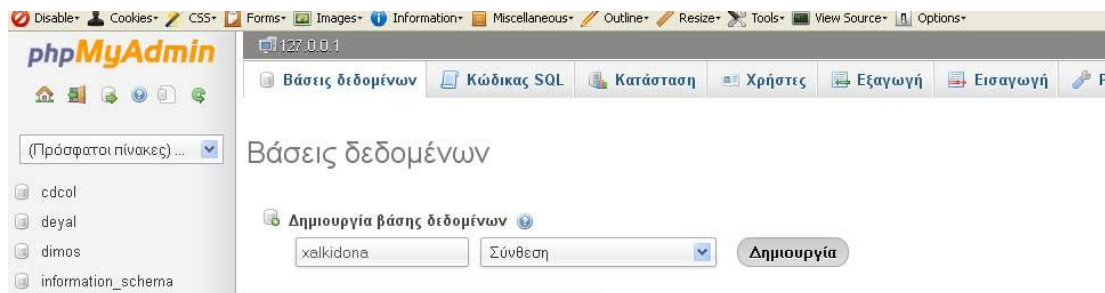 Disable▾ Cookies▾ CSS▾ Forms▾ Images▾ Information▾ Miscellaneous▾ Outline▾ Resize▾ Tools▾ View Source▾ Options▾
phpMyAdmin
127.0.0.1
Βάσεις δεδομένων Κώδικας SQL Κατάσταση Χρήστες Εξαγωγή Εισαγωγή
(Πρόσφατοι πίνακες) ...
Βάσεις δεδομένων
cdcol
deyal
Δημιουργία βάσης δεδομένων
dimos
xalkidona Σύνθεση Δημιουργία
information_schema